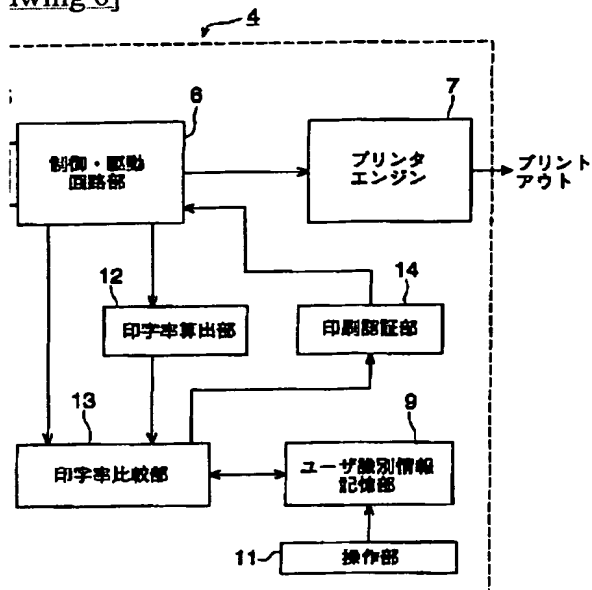 4
6
制御・駆動
回路部
7
プリンタ
エンジン
プリント
アウト
12
印字率算出部
14
印刷認証部
13
印字率比較部
9
ユーザ識別情報
記憶部
11
操作部